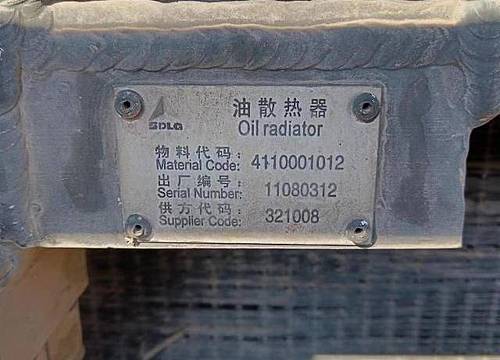 油散热器
SDLG Oil radiator
物料代码:
Material Code: 4110001012
出厂编号:
Serial Number: 11080312
供方代码:
Supplier Code: 321008